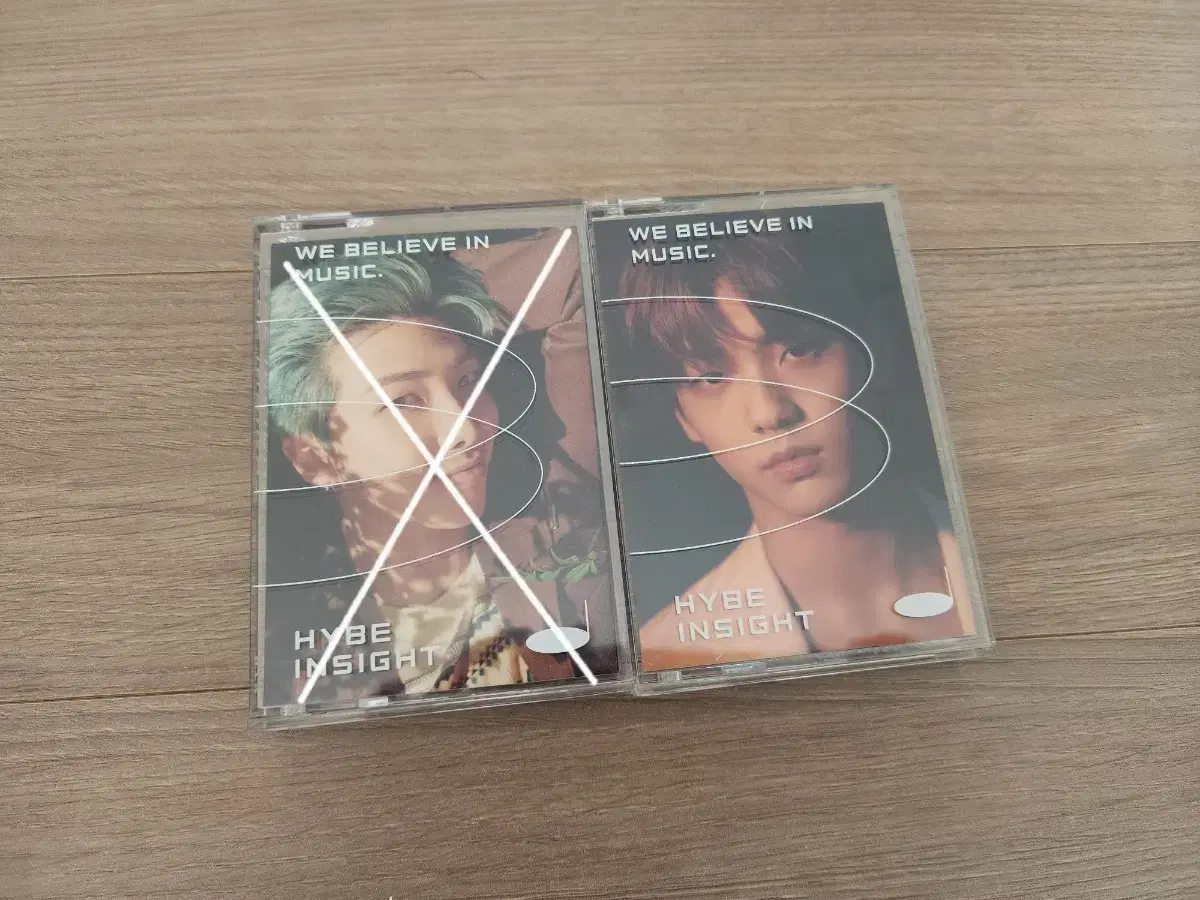 WE BELIEVE IN
MUSIC.
HYBE
INSIGHT
WE BELIEVE IN
MUSIC.
HYBE
INSIGHT